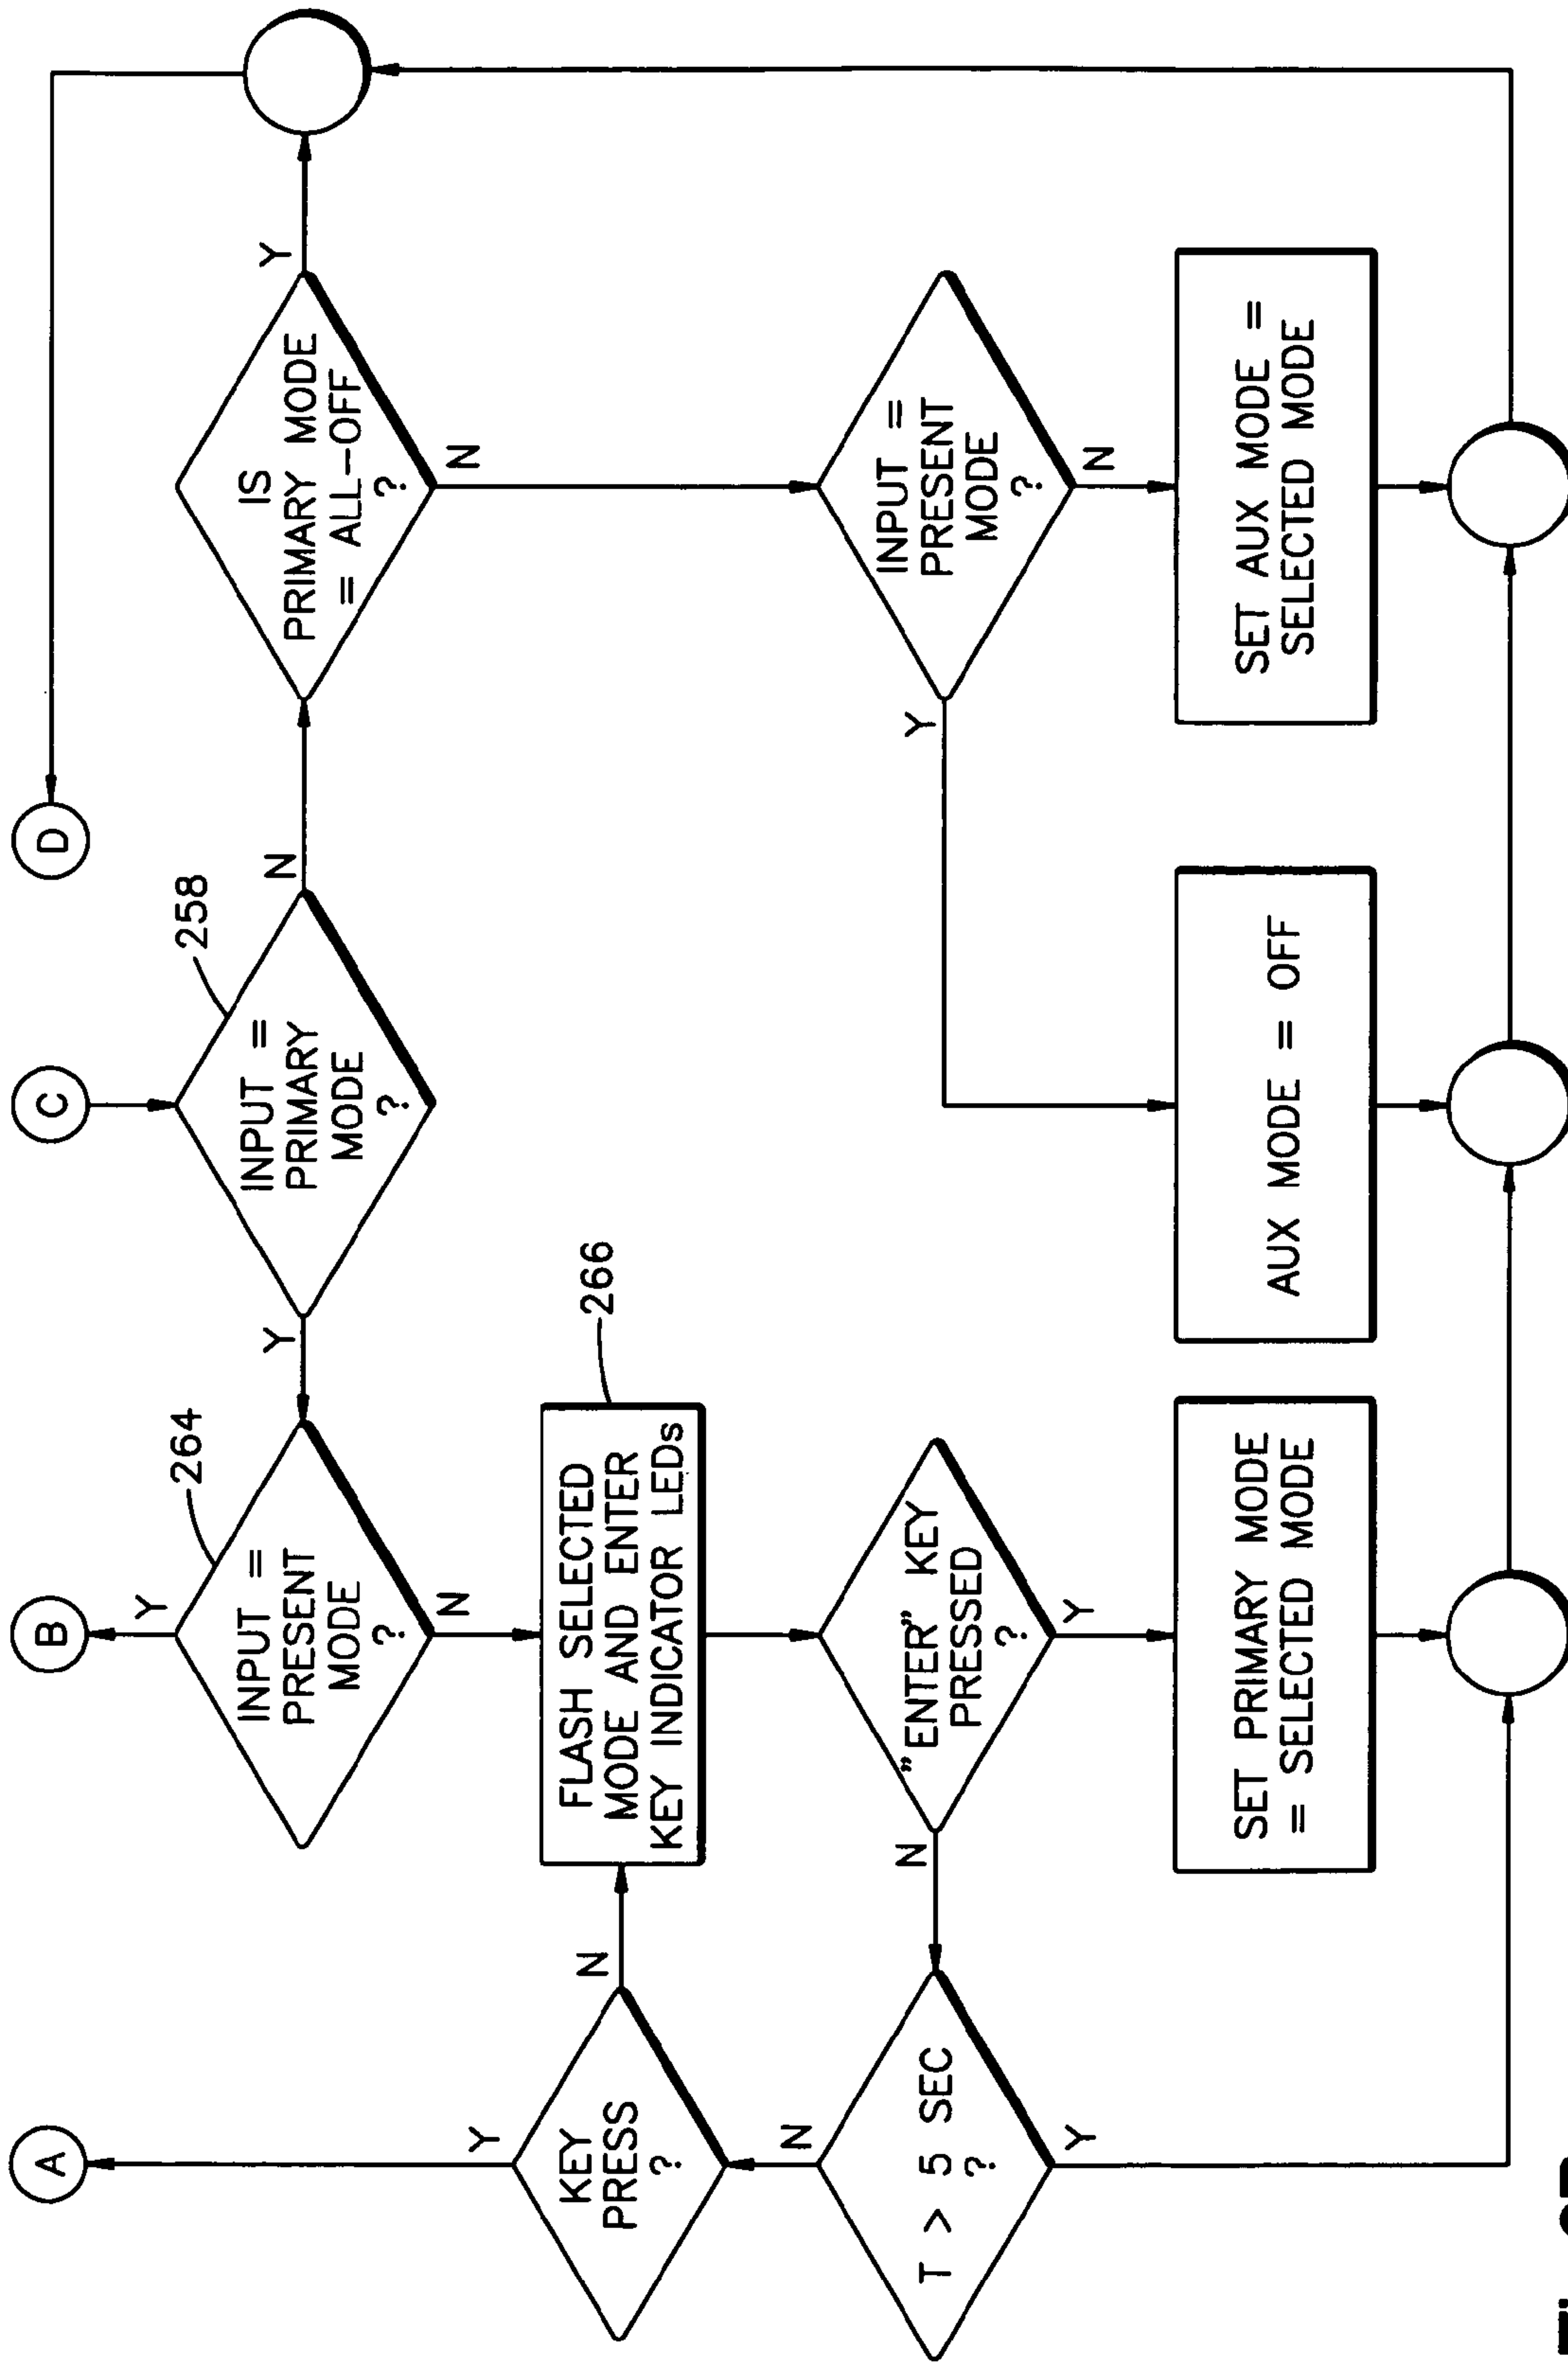 A
B
C
D
264
258
Y
INPUT =
PRESENT
MODE
?
N
Y
INPUT =
PRIMARY
MODE
?
N
IS
PRIMARY MODE
= ALL-OFF
?
Y
N
Y
KEY
PRESS
?
N
266
FLASH SELECTED
MODE AND ENTER
KEY INDICATOR LEDs
N
T > 5 SEC
?
Y
N
"ENTER" KEY
PRESSED
?
Y
Y
INPUT =
PRESENT
MODE
?
N
SET PRIMARY MODE
= SELECTED MODE
AUX MODE = OFF
SET AUX MODE =
SELECTED MODE